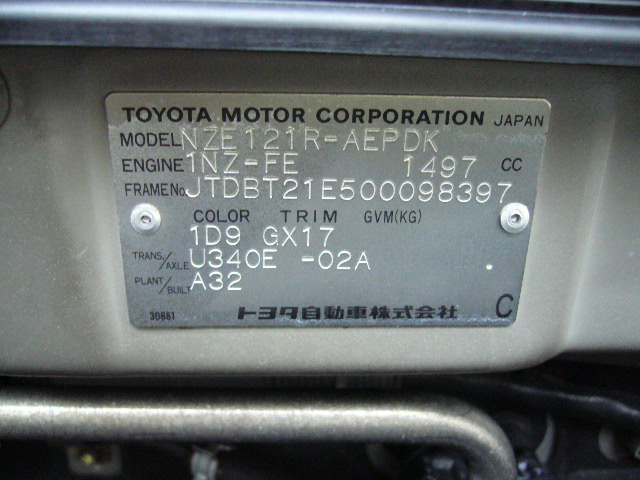 TOYOTA MOTOR CORPORATION JAPAN
MODEL NZE121R-AEPDK
ENGINE 1NZ-FE 1497 CC
FRAME No. JTDBT21E500098397
COLOR TRIM GVM(KG)
1D9 GX17
TRANS./AXLE U340E -02A
PLANT/BUILT A32
30681 トヨタ自動車株式会社 C